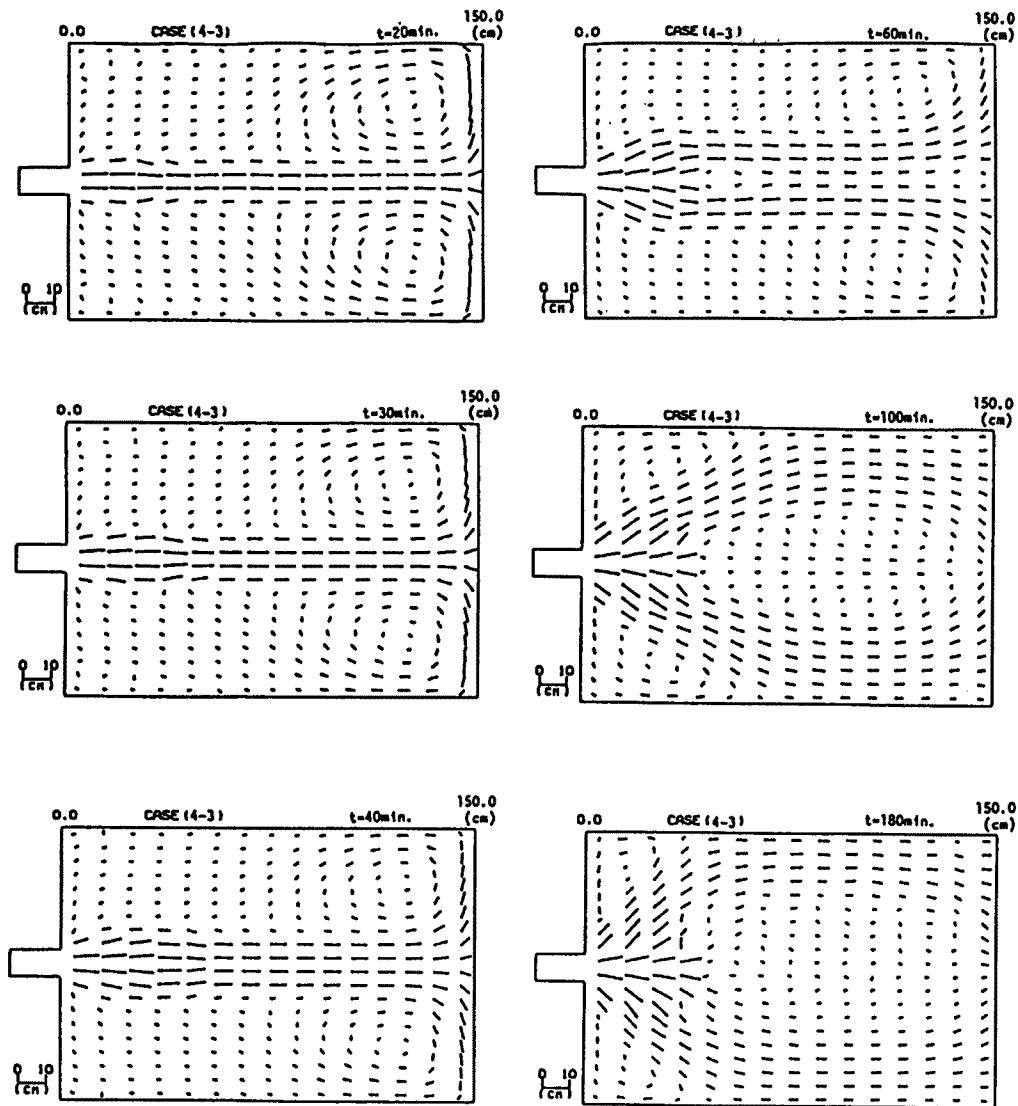 0.0 CASE(4-3) t=20min. 150.0
(cm)
0 10
(CM)
0.0 CASE(4-3) t=60min. 150.0
(cm)
0 10
(CM)
0.0 CASE(4-3) t=30min. 150.0
(cm)
0 10
(CM)
0.0 CASE(4-3) t=100min. 150.0
(cm)
0 10
(CM)
0.0 CASE(4-3) t=40min. 150.0
(cm)
0 10
(CM)
0.0 CASE(4-3) t=180min. 150.0
(cm)
0 10
(CM)